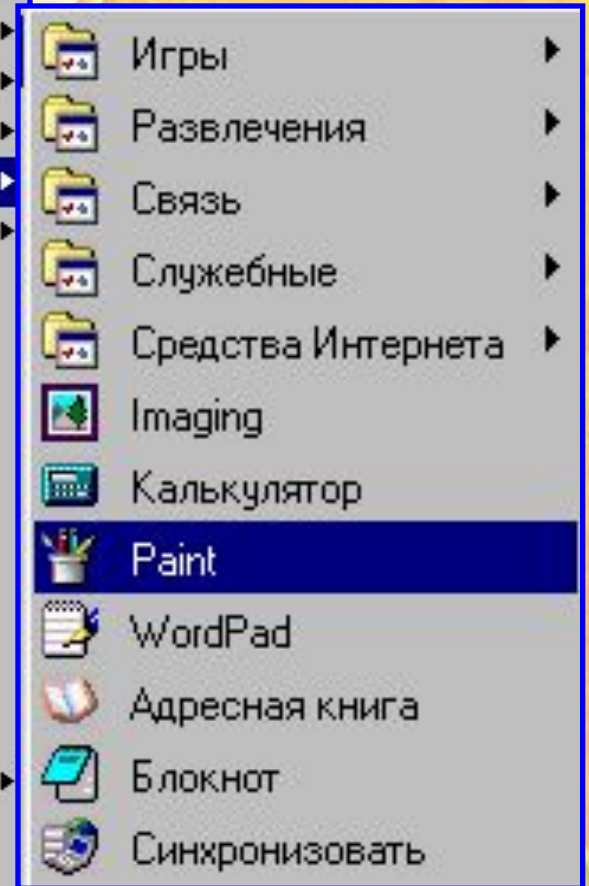 Игры
Развлечения
Связь
Служебные
Средства Интернета
Imaging
Калькулятор
Paint
WordPad
Адресная книга
Блокнот
Синхронизовать